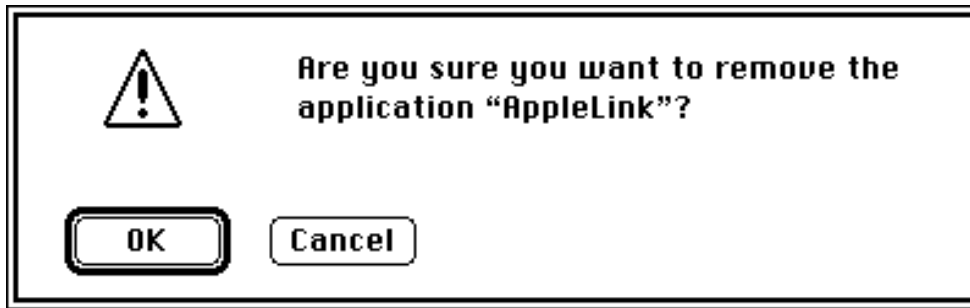 Are you sure you want to remove the
application “AppleLink”?
OK
Cancel